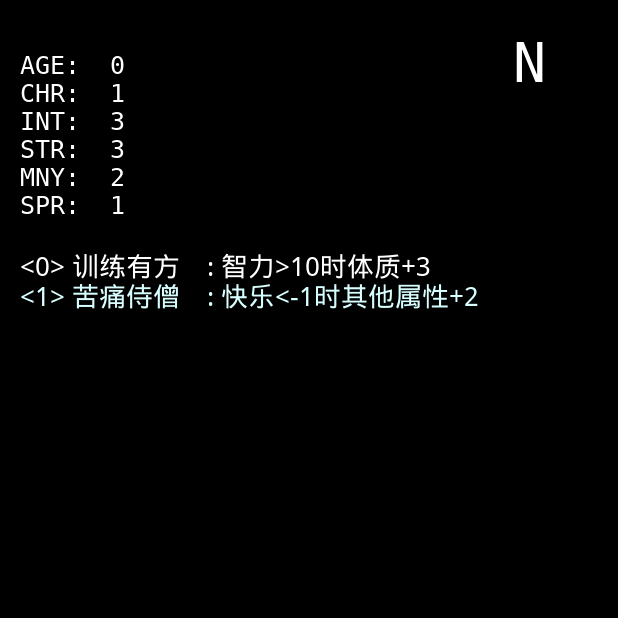 N
AGE: 0
CHR: 1
INT: 3
STR: 3
MNY: 2
SPR: 1
<0> 训练有方 : 智力>10时体质+3
<1> 苦痛侍僧 : 快乐<-1时其他属性+2